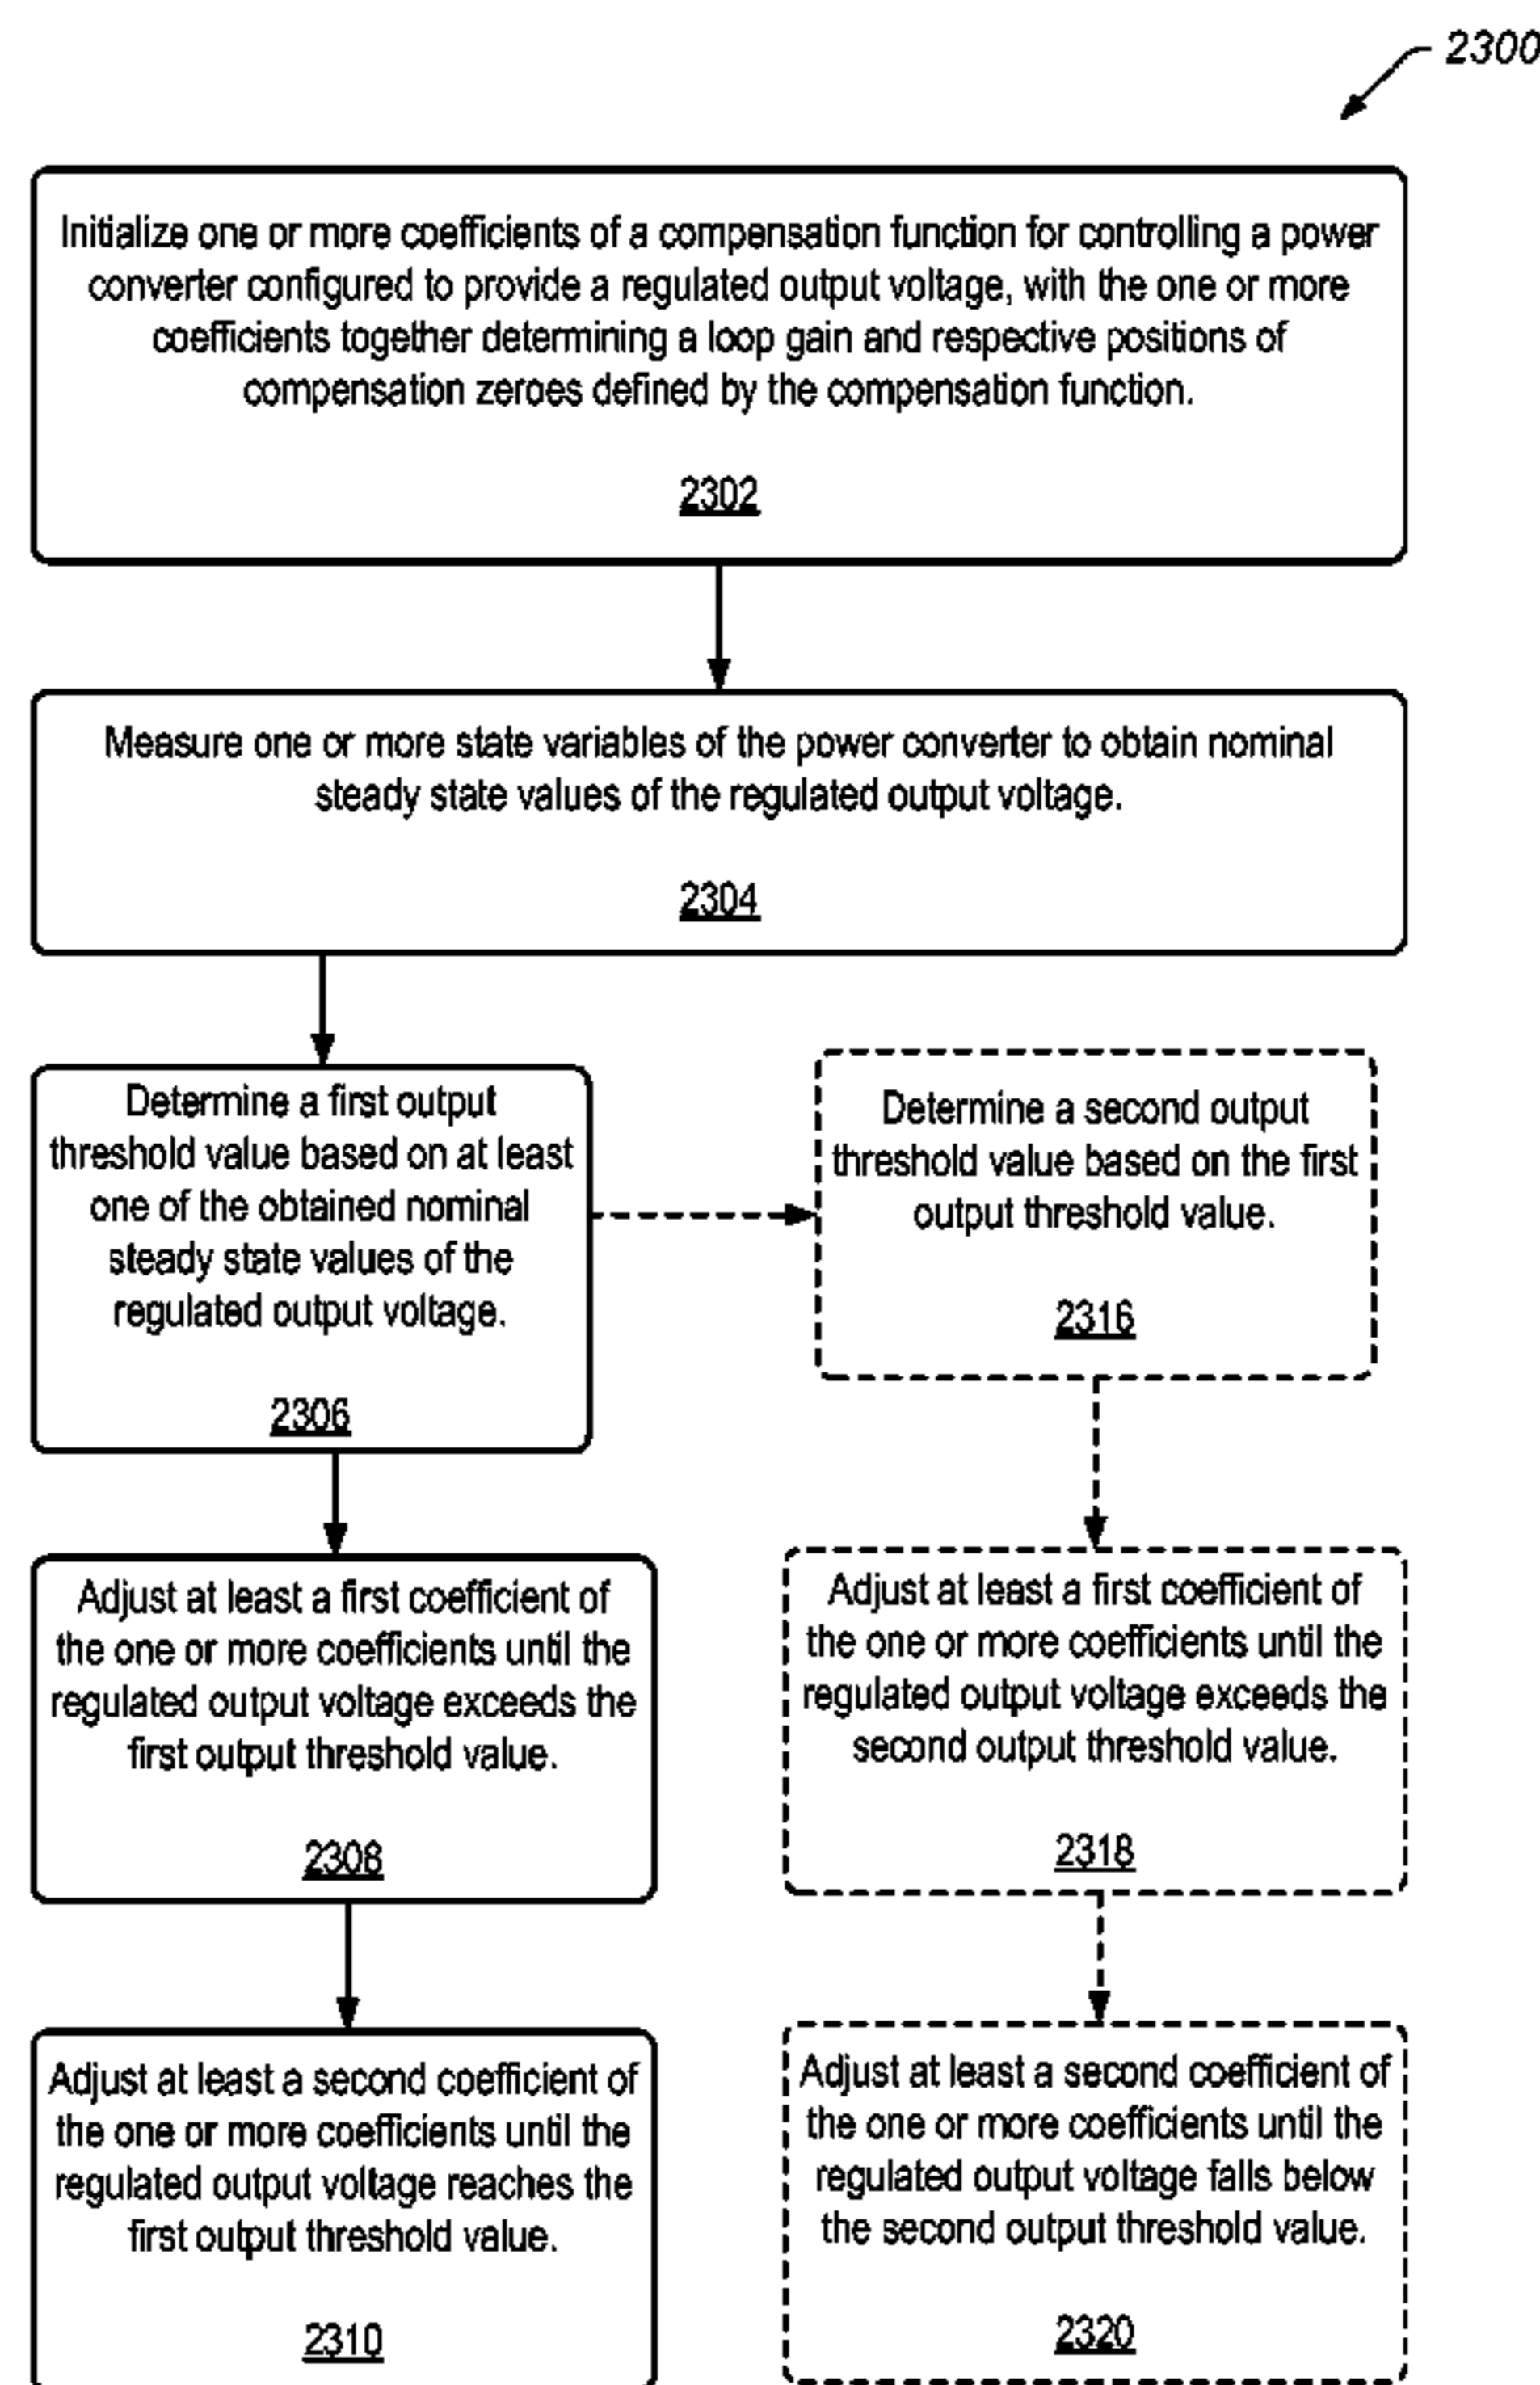 2300
Initialize one or more coefficients of a compensation function for controlling a power
converter configured to provide a regulated output voltage, with the one or more
coefficients together determining a loop gain and respective positions of
compensation zeroes defined by the compensation function.
2302
Measure one or more state variables of the power converter to obtain nominal
steady state values of the regulated output voltage.
2304
Determine a first output
threshold value based on at least
one of the obtained nominal
steady state values of the
regulated output voltage.
2306
Determine a second output
threshold value based on the first
output threshold value.
2316
Adjust at least a first coefficient of
the one or more coefficients until the
regulated output voltage exceeds the
first output threshold value.
2308
Adjust at least a first coefficient of
the one or more coefficients until the
regulated output voltage exceeds the
second output threshold value.
2318
Adjust at least a second coefficient of
the one or more coefficients until the
regulated output voltage reaches the
first output threshold value.
2310
Adjust at least a second coefficient of
the one or more coefficients until the
regulated output voltage falls below
the second output threshold value.
2320